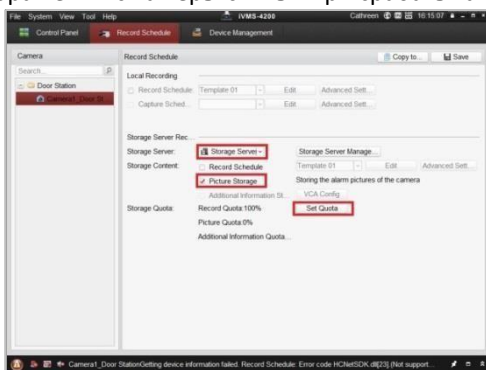 File System View Tool Help
iVMS-4200
Cathreen
16:15:07
Control Panel
Record Schedule
Device Management
Camera
Record Schedule
Copy to...
Save
Search...
Door Station
Camera1_Door St...
Local Recording
Record Schedule: Template 01 Edit Advanced Sett...
Capture Sched... Edit Advanced Sett...
Storage Server Rec...
Storage Server: Storage Server Storage Server Manage...
Storage Content: Record Schedule Template 01 Edit Advanced Sett...
Picture Storage Storing the alarm pictures of the camera
Additional Information St... VCA Config
Storage Quota: Record Quota:100% Set Quota
Picture Quota:0%
Additional Information Quota...
Camera1_Door StationGetting device information failed. Record Schedule: Error code HCNetSDK.dll[23].(Not support...